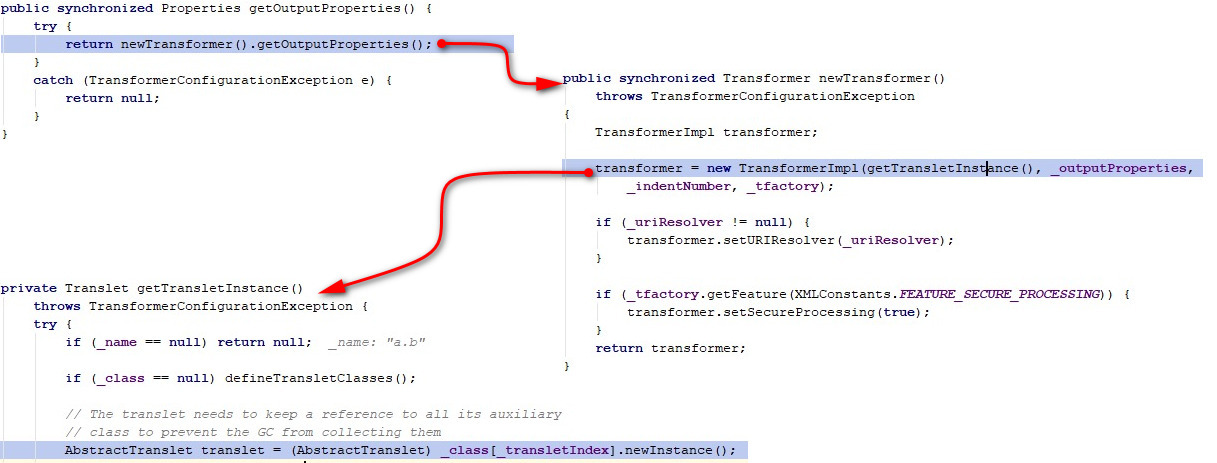 public synchronized Properties getOutputProperties() {
try {
return newTransformer().getOutputProperties();
}
catch (TransformerConfigurationException e) {
return null;
}
}
public synchronized Transformer newTransformer()
throws TransformerConfigurationException
{
TransformerImpl transformer;
transformer = new TransformerImpl(getTransletInstance(), _outputProperties,
_indentNumber, _tfactory);
if (_uriResolver != null) {
transformer.setURIResolver(_uriResolver);
}
if (_tfactory.getFeature(XMLConstants.FEATURE_SECURE_PROCESSING)) {
transformer.setSecureProcessing(true);
}
return transformer;
}
private Translet getTransletInstance()
throws TransformerConfigurationException {
try {
if (_name == null) return null; _name: "a.b"
if (_class == null) defineTransletClasses();
// The translet needs to keep a reference to all its auxiliary
// class to prevent the GC from collecting them
AbstractTranslet translet = (AbstractTranslet) _class[_transletIndex].newInstance();